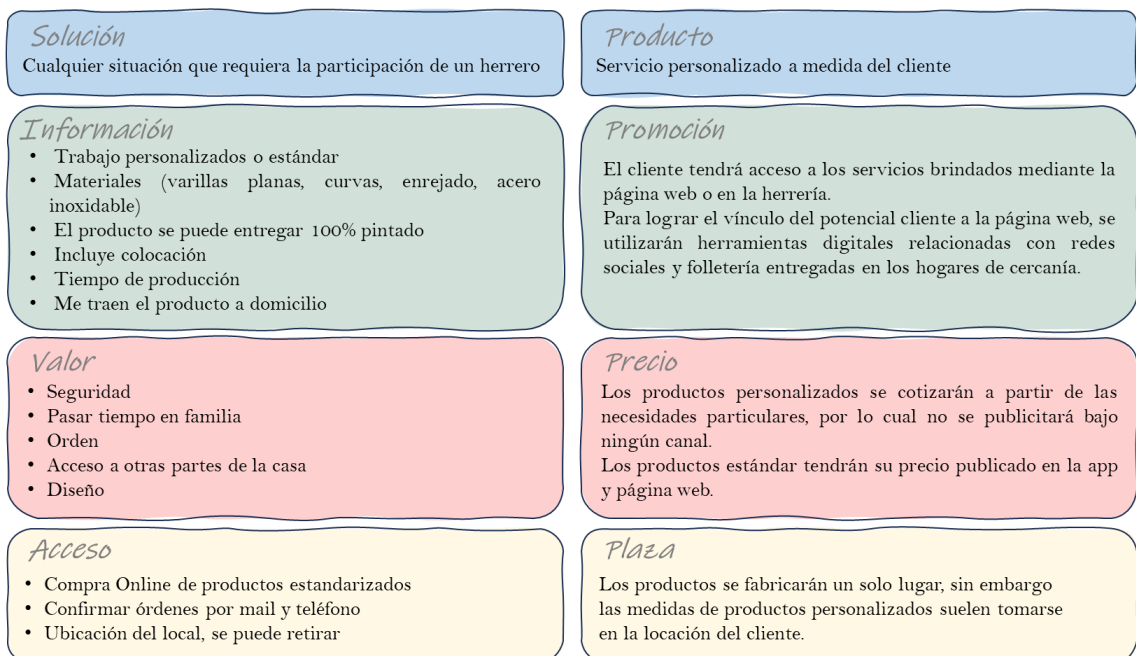 Solución
Cualquier situación que requiera la participación de un herrero
Producto
Servicio personalizado a medida del cliente
Información
• Trabajo personalizados o estándar
• Materiales (varillas planas, curvas, enrejado, acero
inoxidable)
• El producto se puede entregar 100% pintado
• Incluye colocación
• Tiempo de producción
• Me traen el producto a domicilio
Promoción
El cliente tendrá acceso a los servicios brindados mediante la
página web o en la herrería.
Para lograr el vínculo del potencial cliente a la página web, se
utilizarán herramientas digitales relacionadas con redes
sociales y folletería entregadas en los hogares de cercanía.
Valor
• Seguridad
• Pasar tiempo en familia
• Orden
• Acceso a otras partes de la casa
• Diseño
Precio
Los productos personalizados se cotizarán a partir de las
necesidades particulares, por lo cual no se publicitará bajo
ningún canal.
Los productos estándar tendrán su precio publicado en la app
y página web.
Acceso
• Compra Online de productos estandarizados
• Confirmar órdenes por mail y teléfono
• Ubicación del local, se puede retirar
Plaza
Los productos se fabricarán un solo lugar, sin embargo
las medidas de productos personalizados suelen tomarse
en la locación del cliente.